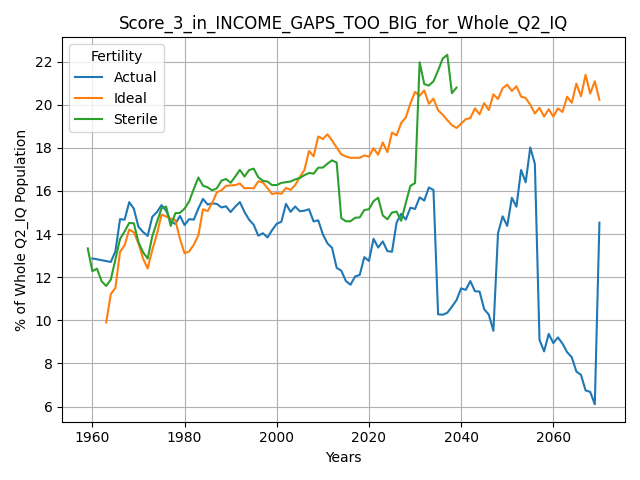 Score_3_in_INCOME_GAPS_TOO_BIG_for_Whole_Q2_IQ
Fertility
Actual
Ideal
Sterile
% of Whole Q2_IQ Population
22
20
18
16
14
12
10
8
6
1960
1980
2000
2020
2040
2060
Years